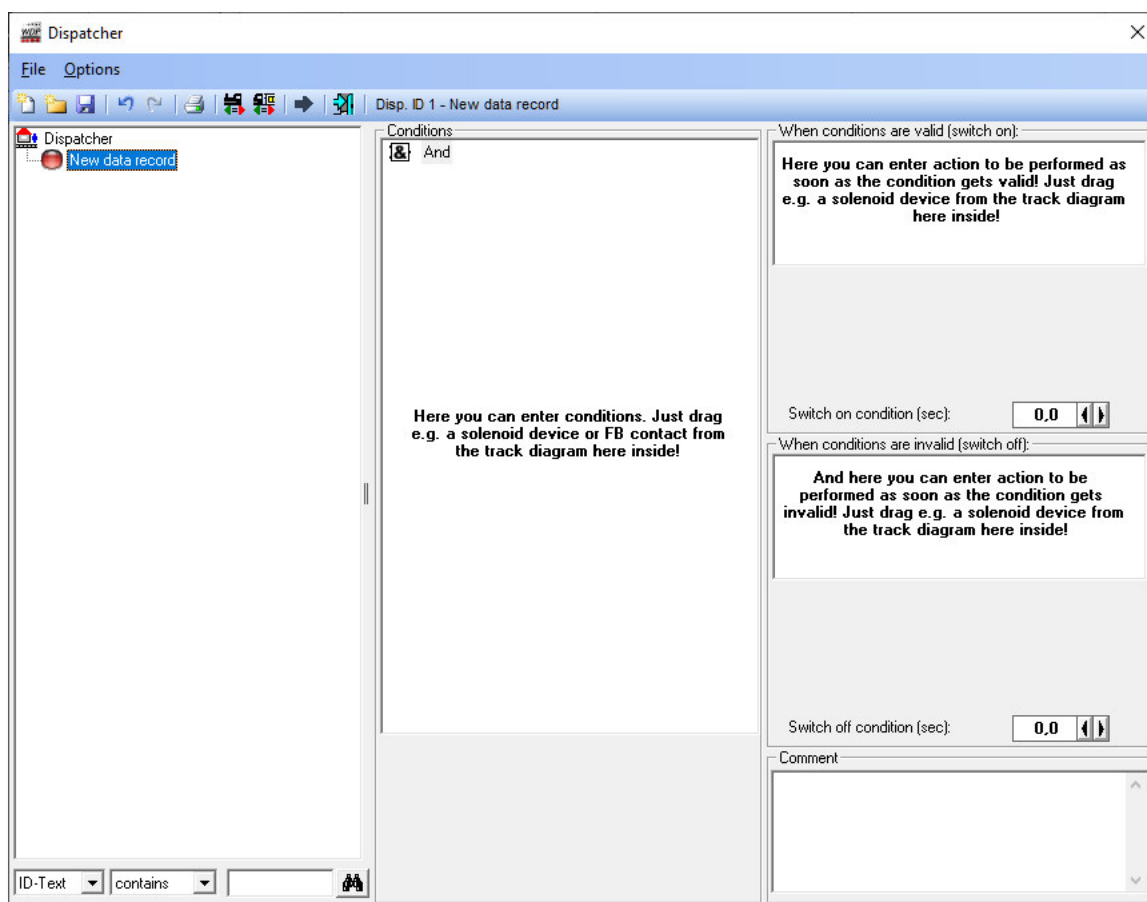 WDP
Dispatcher
File Options
Disp. ID 1 - New data record
Dispatcher
New data record
Conditions
& And
Here you can enter conditions. Just drag
e.g. a solenoid device or FB contact from
the track diagram here inside!
When conditions are valid (switch on):
Here you can enter action to be performed as
soon as the condition gets valid! Just drag
e.g. a solenoid device from the track diagram
here inside!
Switch on condition (sec): 0,0
When conditions are invalid (switch off):
And here you can enter action to be
performed as soon as the condition gets
invalid! Just drag e.g. a solenoid device from
the track diagram here inside!
Switch off condition (sec): 0,0
Comment
ID-Text contains